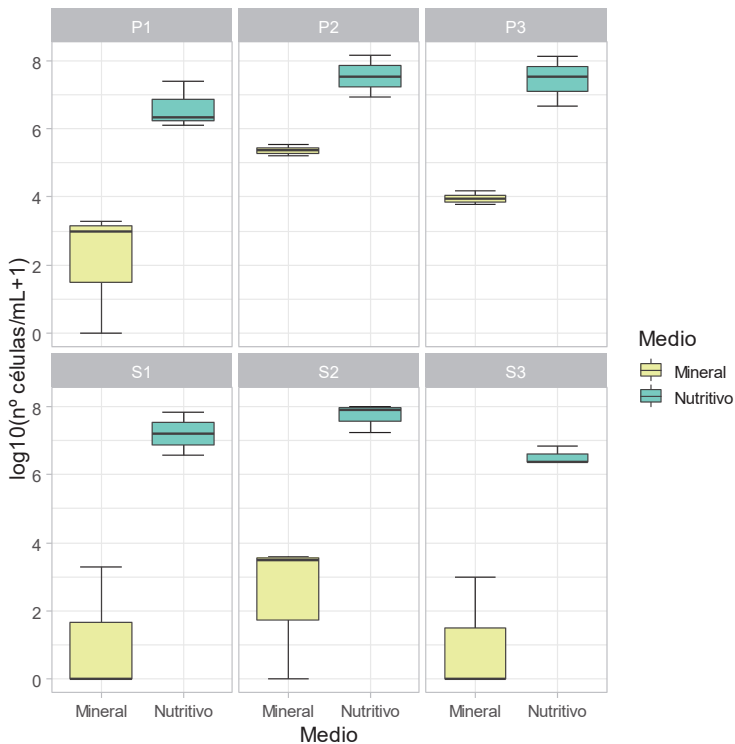 P1 P2 P3
8
6
4
2
0
log10(nº células/mL+1)
S1 S2 S3
8
6
4
2
0
Mineral Nutritivo Mineral Nutritivo Mineral Nutritivo
Medio
Medio
Mineral
Nutritivo